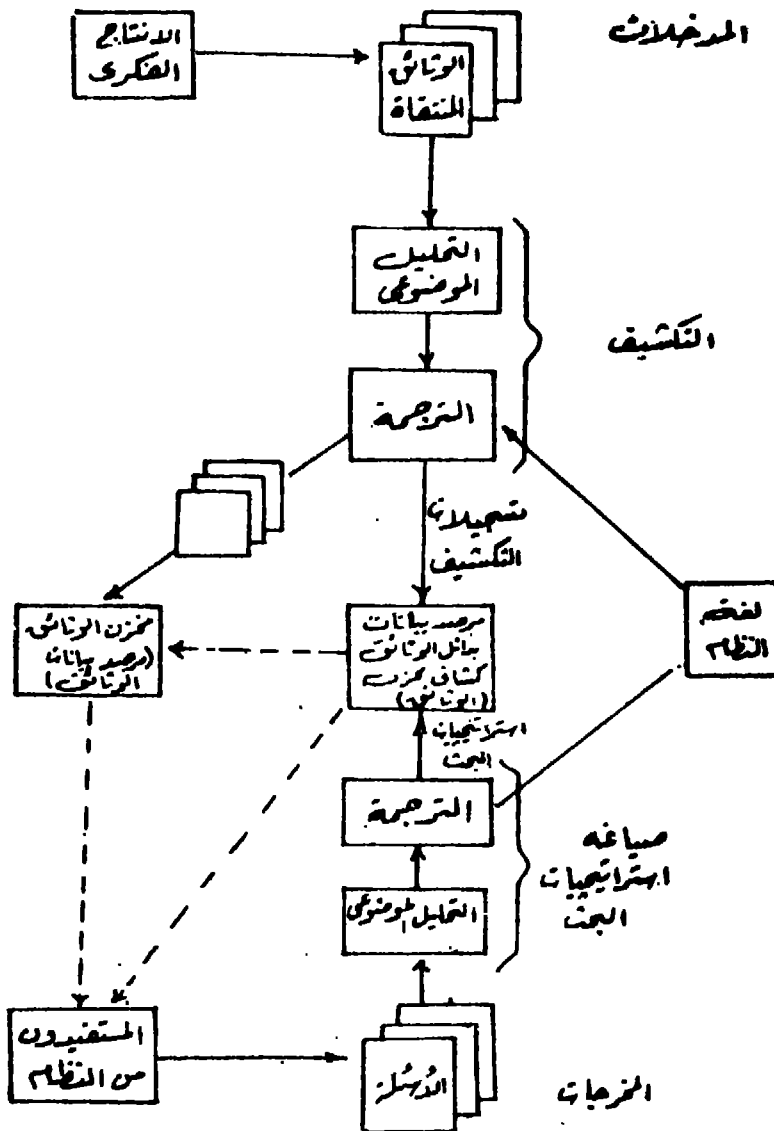 المدخلات
الانتاج
الفكرى
الوثائق
المنتقاة
التحليل
الموضوعى
التكشيف
الترجمة
تسجيلات
التكشيف
لغة
النظام
مخزن الوثائق
(مرصد بيانات
الوثائق)
مرصد بيانات
بدائل الوثائق
كشاف مخزن
(الوثائق)
استراتيجيات
البحث
الترجمة
صياغه
استراتيجيات
البحث
التحليل الموضوعى
المستفيدون
من النظام
الأسئلة
المخرجات